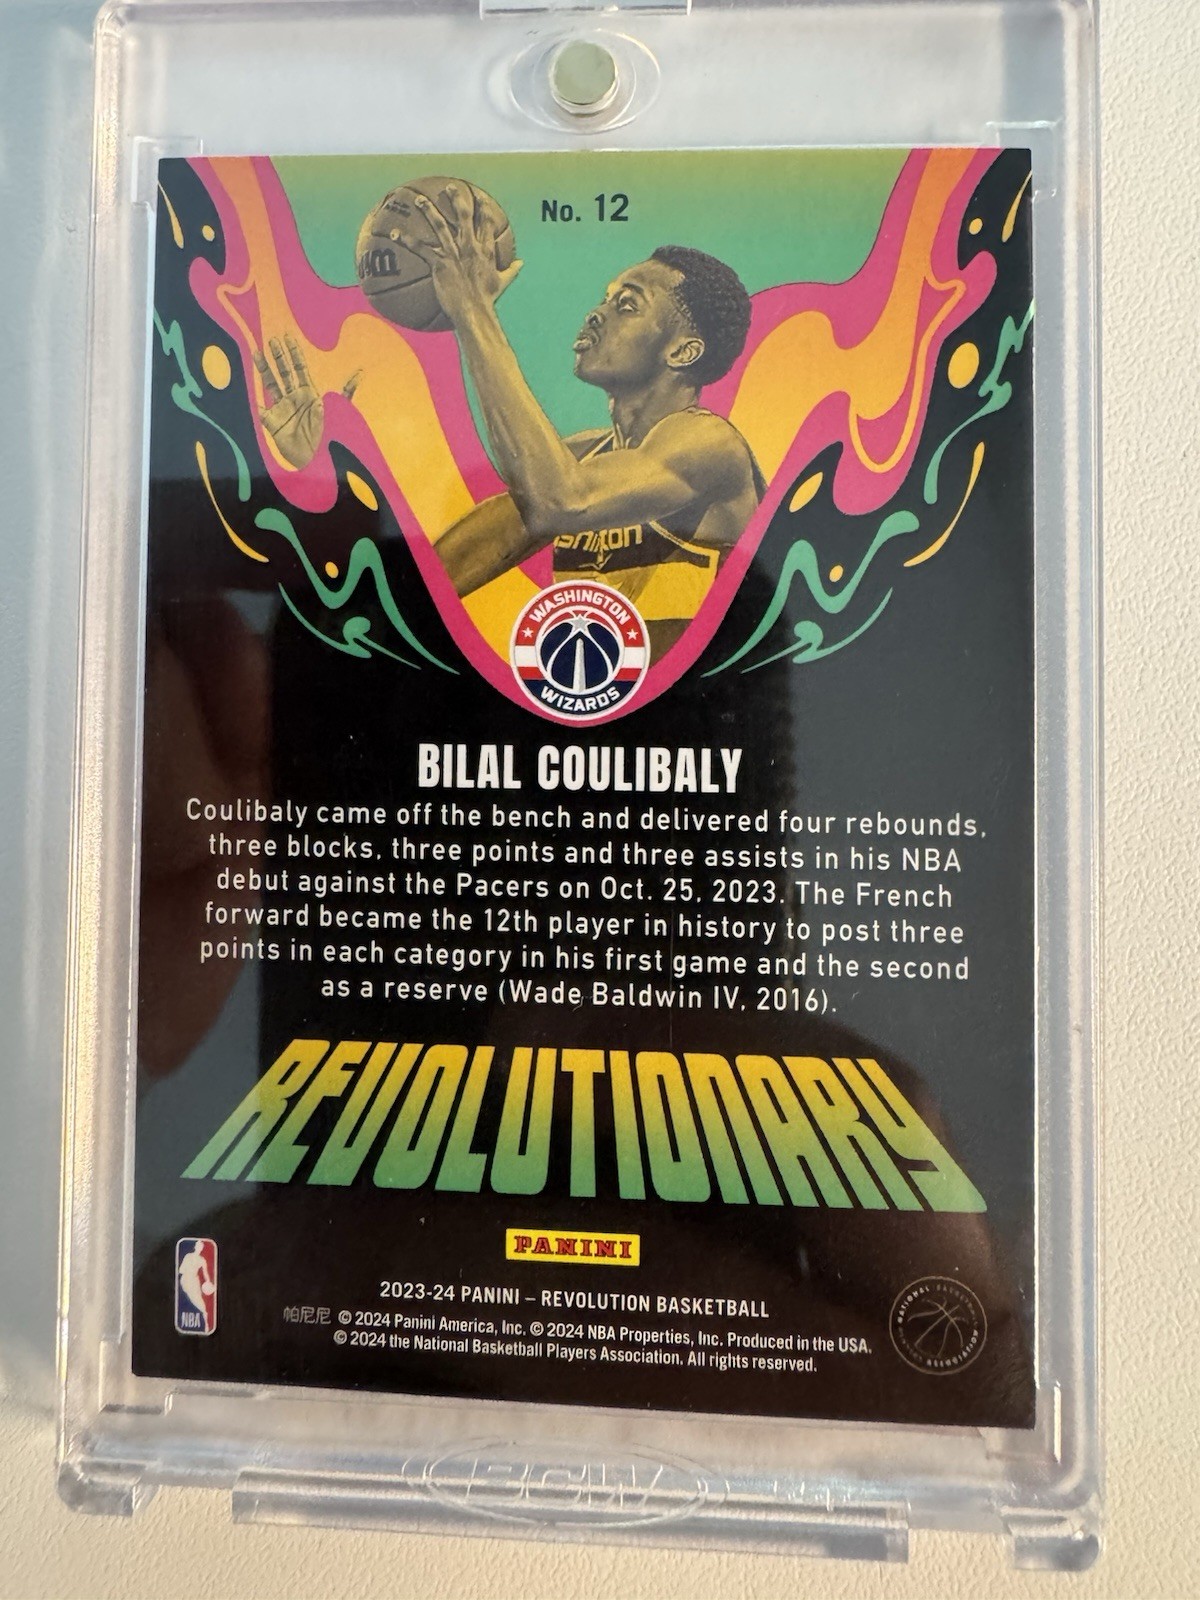 No. 12
WASHINGTON
WIZARDS
BILAL COULIBALY
Coulibaly came off the bench and delivered four rebounds,
three blocks, three points and three assists in his NBA
debut against the Pacers on Oct. 25, 2023. The French
forward became the 12th player in history to post three
points in each category in his first game and the second
as a reserve (Wade Baldwin IV, 2016).
REVOLUTIONARY
PANINI
NBA
2023-24 PANINI – REVOLUTION BASKETBALL
帕尼尼 © 2024 Panini America, Inc. © 2024 NBA Properties, Inc. Produced in the USA.
© 2024 the National Basketball Players Association. All rights reserved.
NATIONAL BASKETBALL